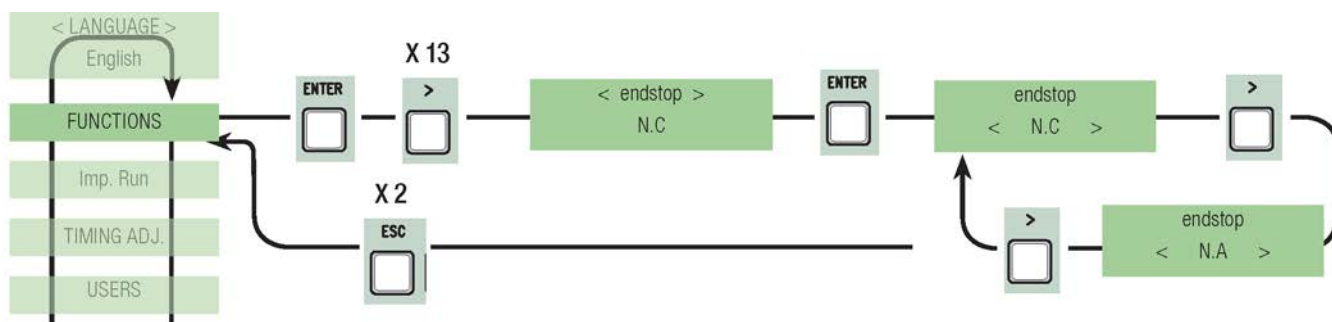 < LANGUAGE >
English
FUNCTIONS
Imp. Run
TIMING ADJ.
USERS
ENTER
X 13
>
< endstop >
N.C
ENTER
endstop
< N.C >
>
X 2
ESC
>
endstop
< N.A >